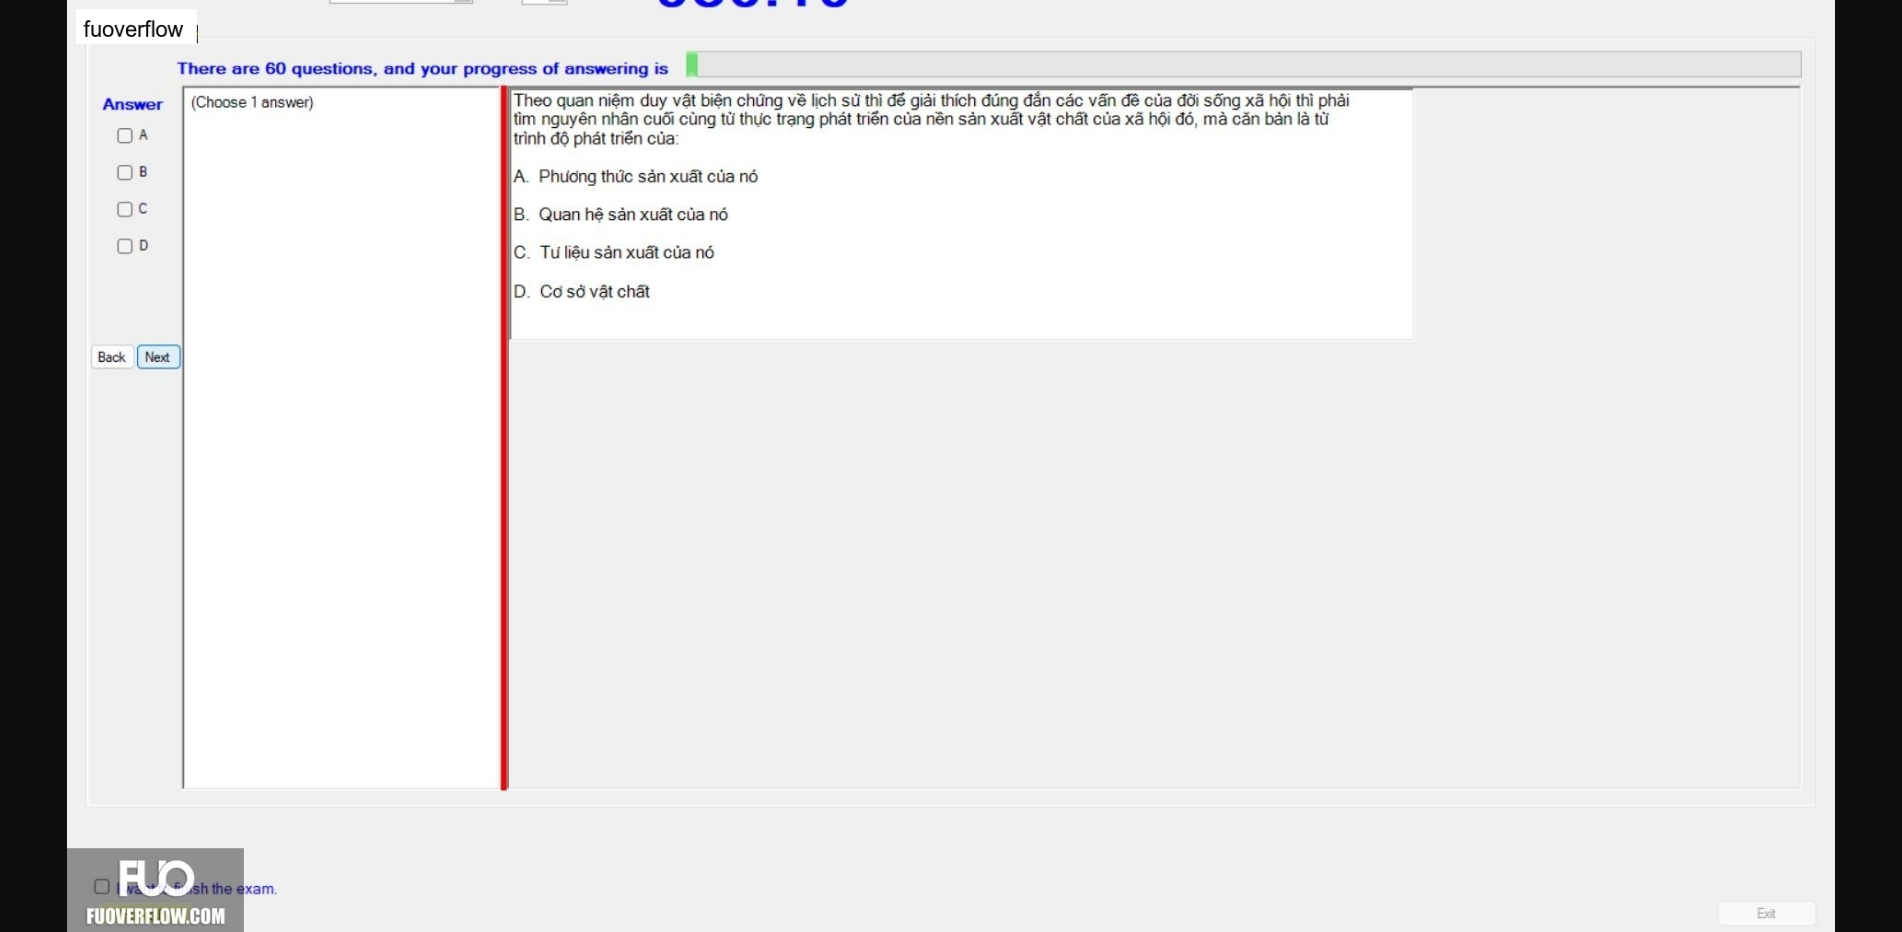 fuoverflow
There are 60 questions, and your progress of answering is
Answer
(Choose 1 answer)
A
B
C
D
Back
Next
Theo quan niệm duy vật biện chứng về lịch sử thì để giải thích đúng đắn các vấn đề của đời sống xã hội thì phải
tìm nguyên nhân cuối cùng từ thực trạng phát triển của nền sản xuất vật chất của xã hội đó, mà căn bản là từ
trình độ phát triển của:
A. Phương thức sản xuất của nó
B. Quan hệ sản xuất của nó
C. Tư liệu sản xuất của nó
D. Cơ sở vật chất
FUO
I want finish the exam.
FUOVERFLOW.COM
Exit